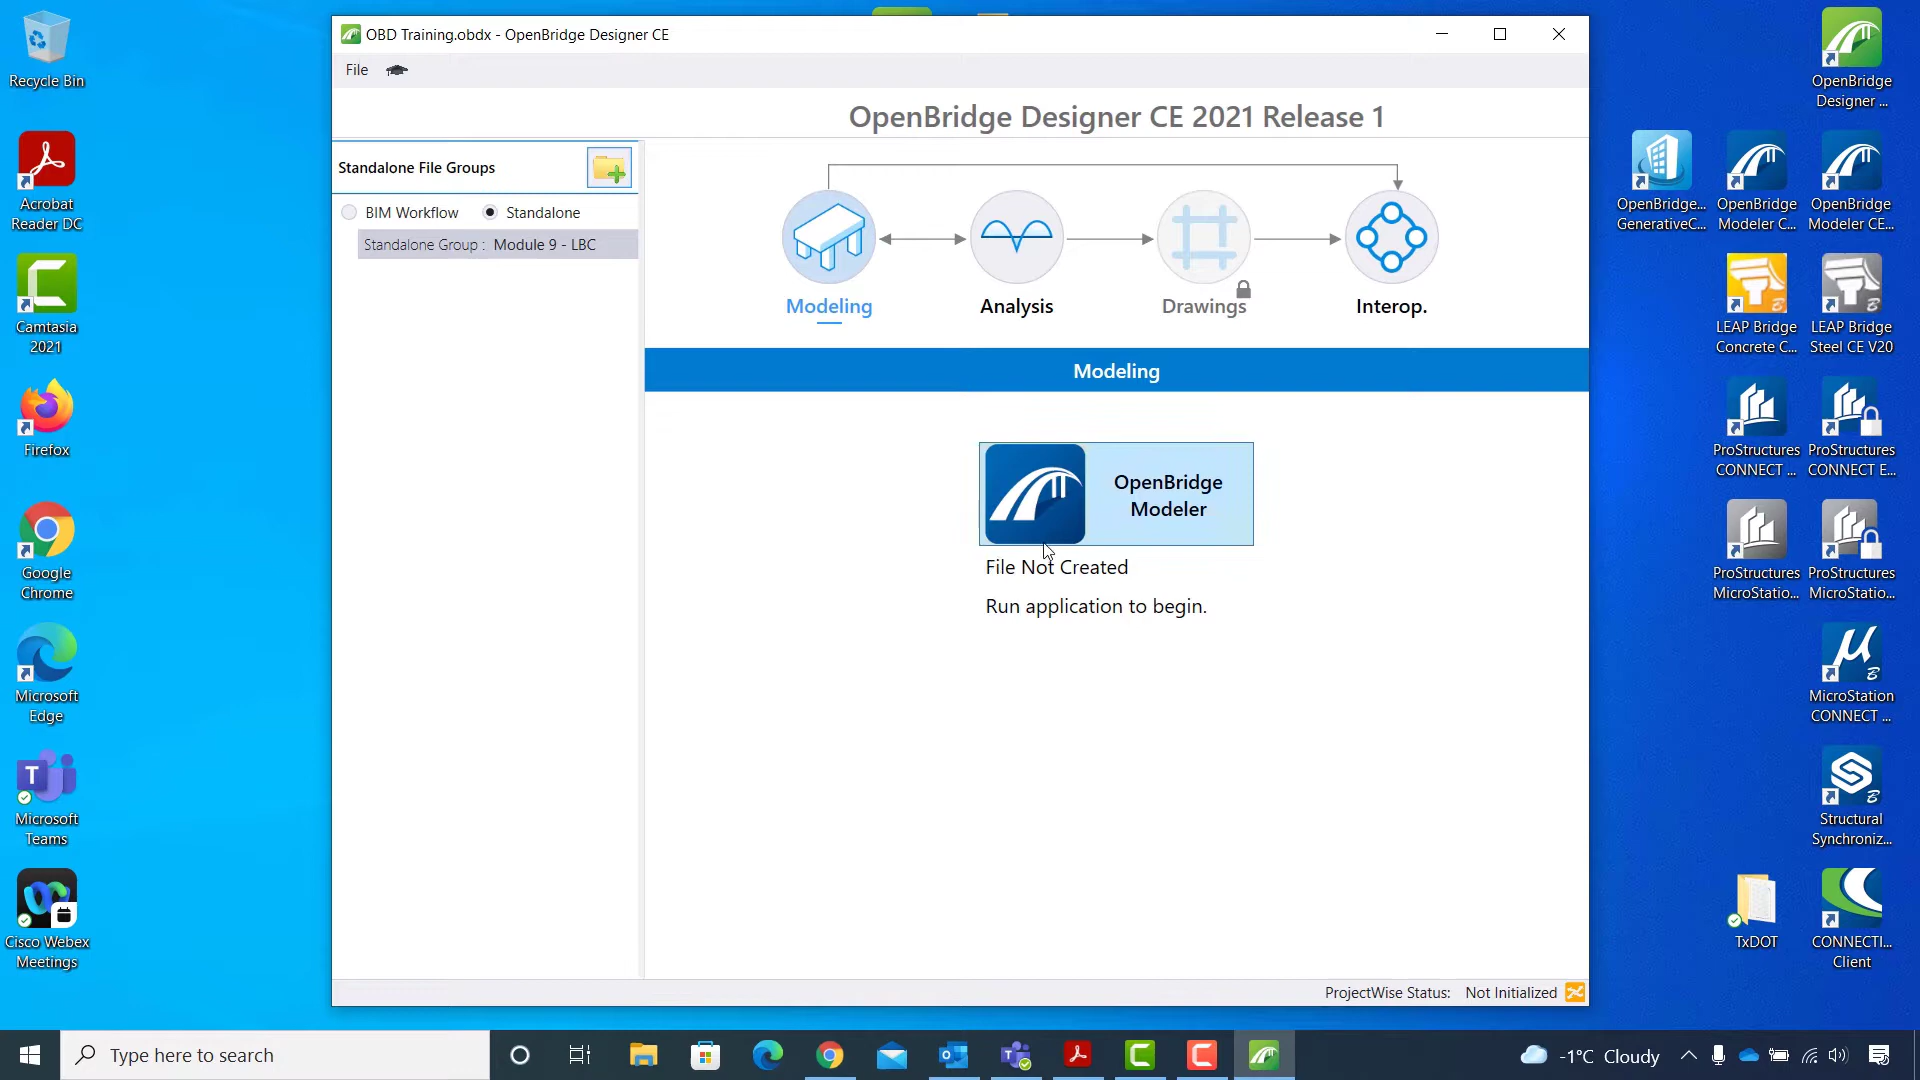 OBD Training.obdx - OpenBridge Designer CE
File
OpenBridge Designer CE 2021 Release 1
Standalone File Groups
BIM Workflow
Standalone
Standalone Group : Module 9 - LBC
Modeling
Analysis
Drawings
Interop.
Modeling
OpenBridge
Modeler
File Not Created
Run application to begin.
ProjectWise Status: Not Initialized
Recycle Bin
Acrobat
Reader DC
Camtasia
2021
Firefox
Google
Chrome
Microsoft
Edge
Microsoft
Teams
Cisco Webex
Meetings
OpenBridge
Designer ...
OpenBridge...
GenerativeC...
OpenBridge
Modeler C...
OpenBridge
Modeler CE...
LEAP Bridge
Concrete C...
LEAP Bridge
Steel CE V20
ProStructures
CONNECT ...
ProStructures
CONNECT E...
ProStructures
MicroStatio...
ProStructures
MicroStatio...
MicroStation
CONNECT ...
Structural
Synchroniz...
TxDOT
CONNECTI...
Client
Type here to search
-1°C Cloudy